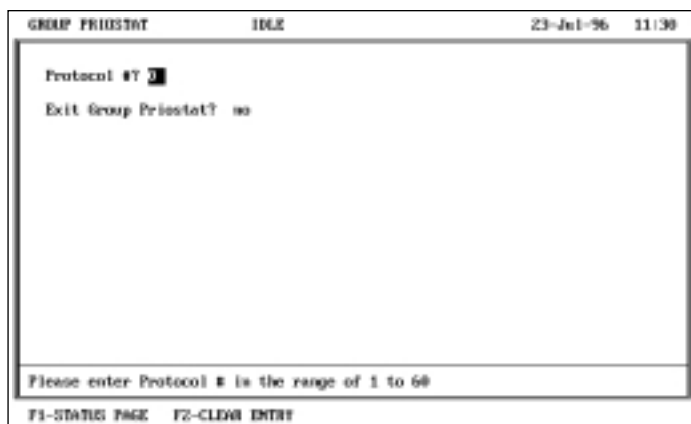 GROUP PRIOSTAT IDLE 23-Jul-96 11:30
Protocol #? 0
Exit Group Priostat? no
Please enter Protocol # in the range of 1 to 60
F1-STATUS PAGE F2-CLEAR ENTRY